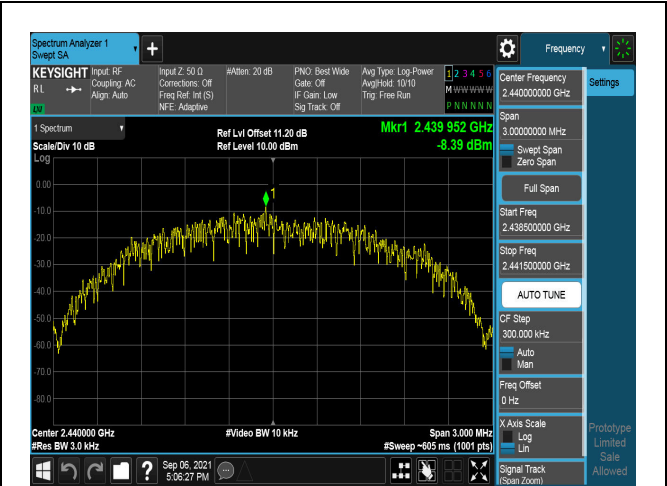 Spectrum Analyzer 1
Swept SA
Frequency
KEYSIGHT
RL
LXI
Input: RF
Coupling: AC
Align: Auto
Input Z: 50 Ω
Corrections: Off
Freq Ref: Int (S)
NFE: Adaptive
#Atten: 20 dB
PNO: Best Wide
Gate: Off
IF Gain: Low
Sig Track: Off
Avg Type: Log-Power
Avg|Hold: 10/10
Trig: Free Run
1 2 3 4 5 6
M W W W W W
P N N N N N
1 Spectrum
Scale/Div 10 dB
Log
Ref Lvl Offset 11.20 dB
Ref Level 10.00 dBm
Mkr1 2.439 952 GHz
-8.39 dBm
1
0.00
-10.0
-20.0
-30.0
-40.0
-50.0
-60.0
-70.0
-80.0
Center 2.440000 GHz
#Res BW 3.0 kHz
#Video BW 10 kHz
Span 3.000 MHz
#Sweep ~605 ms (1001 pts)
Sep 06, 2021
5:06:27 PM
Center Frequency
2.440000000 GHz
Span
3.00000000 MHz
Swept Span
Zero Span
Full Span
Start Freq
2.438500000 GHz
Stop Freq
2.441500000 GHz
AUTO TUNE
CF Step
300.000 kHz
Auto
Man
Freq Offset
0 Hz
X Axis Scale
Log
Lin
Signal Track
(Span Zoom)
Settings
Prototype
Limited
Sale
Allowed